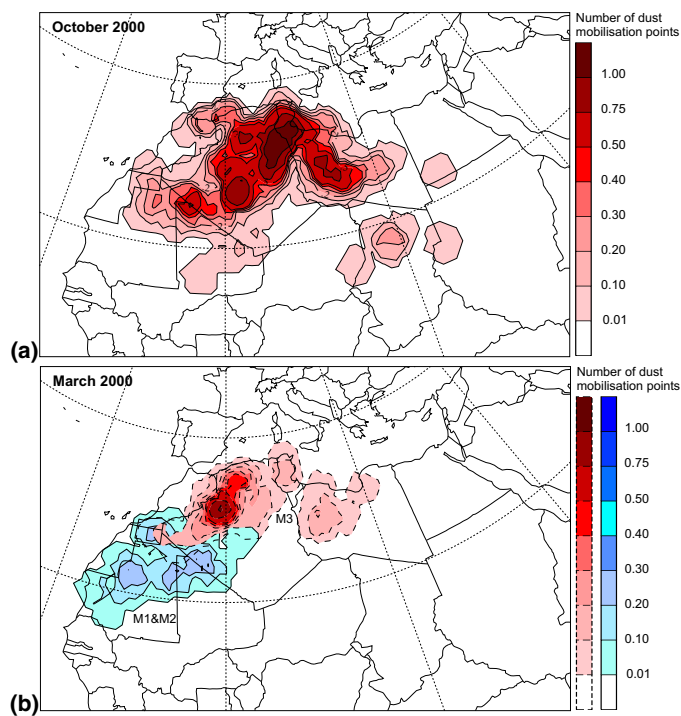 October 2000
Number of dust
mobilisation points
1.00
0.75
0.50
0.40
0.30
0.20
0.10
0.01
(a)
March 2000
Number of dust
mobilisation points
1.00
0.75
0.50
0.40
0.30
0.20
0.10
0.01
M3
M1&M2
(b)